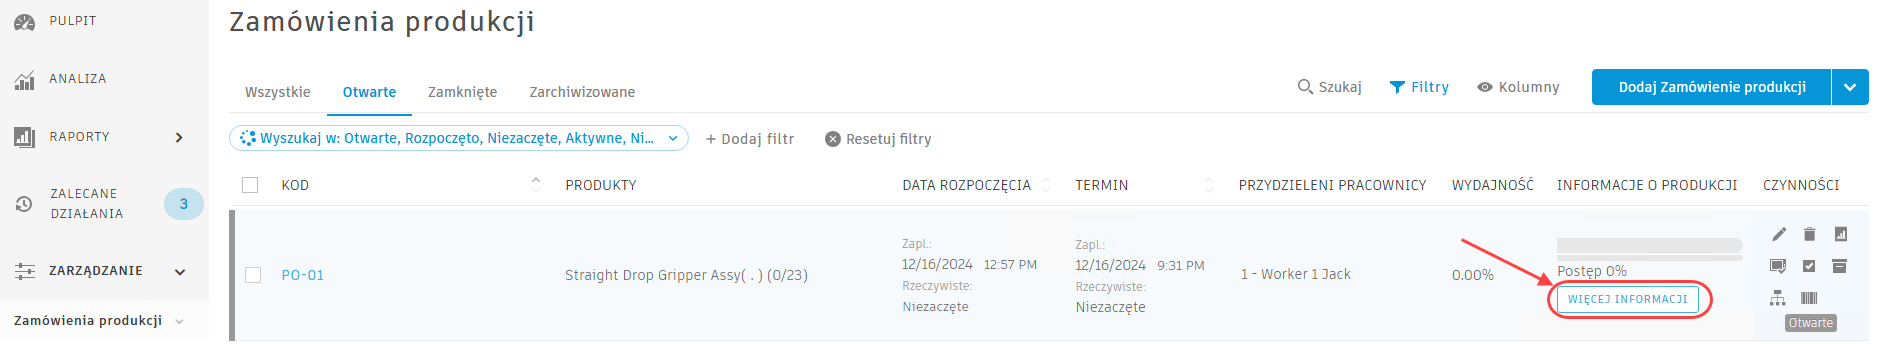 PULPIT
ANALIZA
RAPORTY
ZALECANE
DZIAŁANIA
3
ZARZĄDZANIE
Zamówienia produkcji
Zamówienia produkcji
Wszystkie Otwarte Zamknięte Zarchiwizowane
Szukaj Filtry Kolumny Dodaj Zamówienie produkcji
Wyszukaj w: Otwarte, Rozpoczęto, Niezaczęte, Aktywne, Ni... + Dodaj filtr Resetuj filtry
KOD PRODUKTY DATA ROZPOCZĘCIA TERMIN PRZYDZIELENI PRACOWNICY WYDAJNOŚĆ INFORMACJE O PRODUKCJI CZYNNOŚCI
PO-01
Straight Drop Gripper Assy( . ) (0/23)
Zapl.:
12/16/2024 12:57 PM
Rzeczywiste:
Niezaczęte
Zapl.:
12/16/2024 9:31 PM
Rzeczywiste:
Niezaczęte
1 - Worker 1 Jack
0.00%
Postęp 0%
WIĘCEJ INFORMACJI
Otwarte